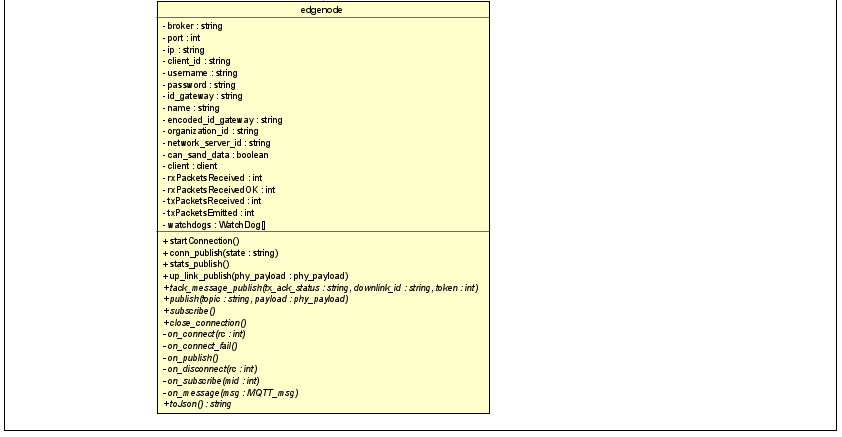 edgenode
- broker : string
- port : int
- ip : string
- client_id : string
- username : string
- password : string
- id_gateway : string
- name : string
- encoded_id_gateway : string
- organization_id : string
- network_server_id : string
- can_sand_data : boolean
- client : client
- rxPacketsReceived : int
- rxPacketsReceivedOK : int
- txPacketsReceived : int
- txPacketsEmitted : int
- watchdogs : WatchDog[]
+ startConnection()
+ conn_publish(state : string)
+ stats_publish()
+ up_link_publish(phy_payload : phy_payload)
+ tack_message_publish(tx_ack_status : string, downlink_id : string, token : int)
+ publish(topic : string, payload : phy_payload)
+ subscribe()
+ close_connection()
- on_connect(rc : int)
- on_connect_fail()
- on_publish()
- on_disconnect(rc : int)
- on_subscribe(mid : int)
- on_message(msg : MQTT_msg)
+ toJson() : string